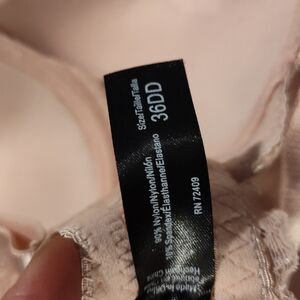 Size/Taille/Talla
36DD
90% Nylon/Nylon/Nilón
10% Spandex/Elasthanne/Elastano
RN 72409